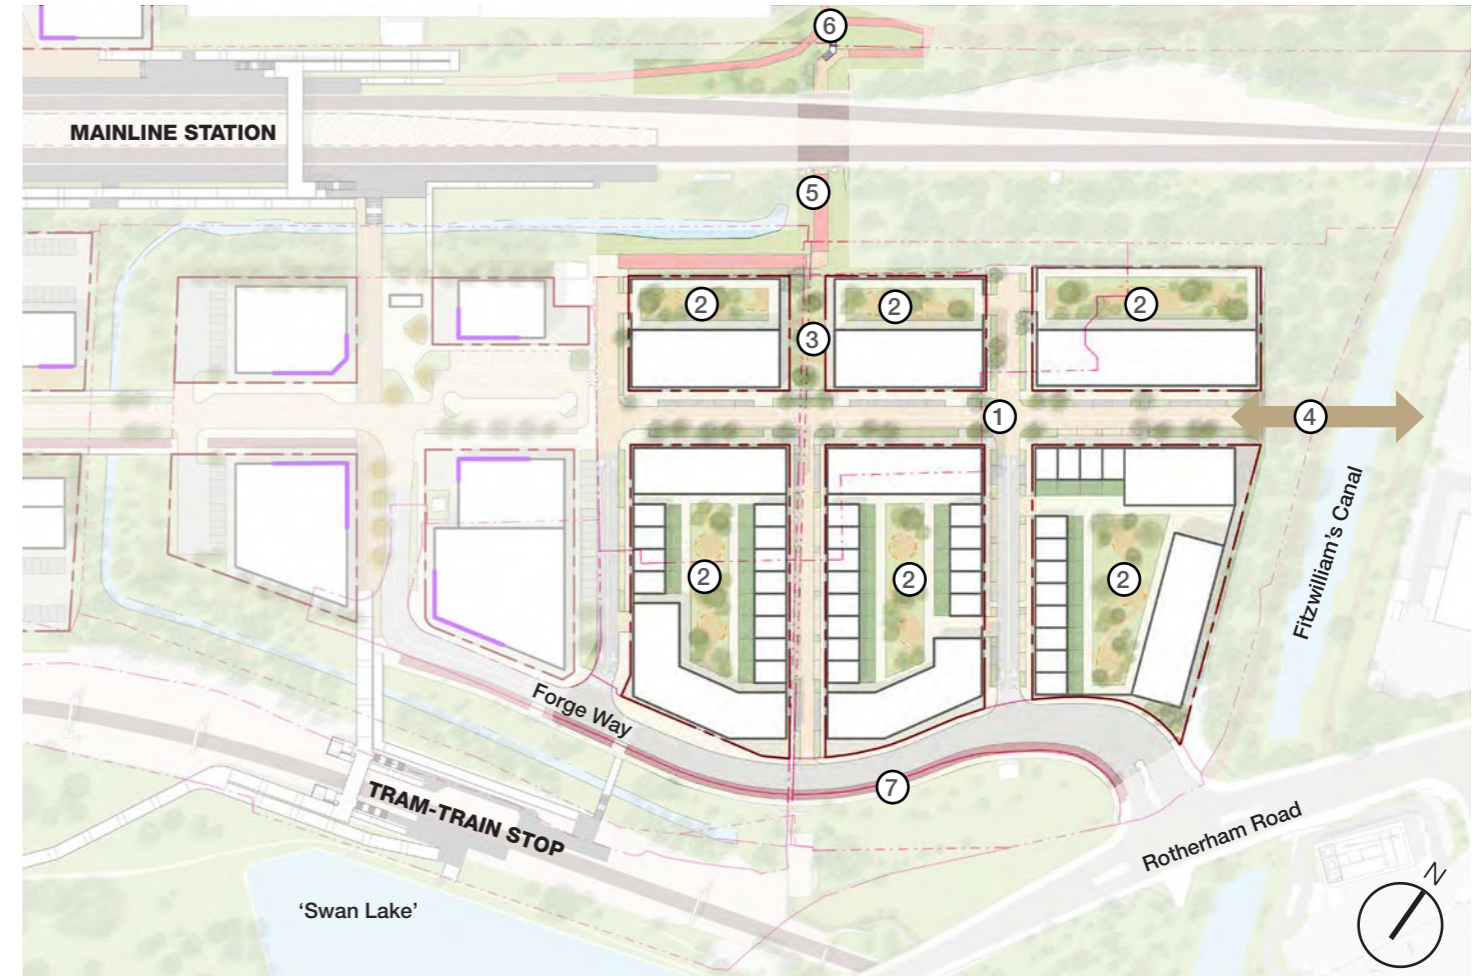 6
MAINLINE STATION
5
2
2
2
3
1
4
Fitzwilliam's Canal
2
2
2
Forge Way
7
TRAM-TRAIN STOP
Rotherham Road
N
‘Swan Lake’